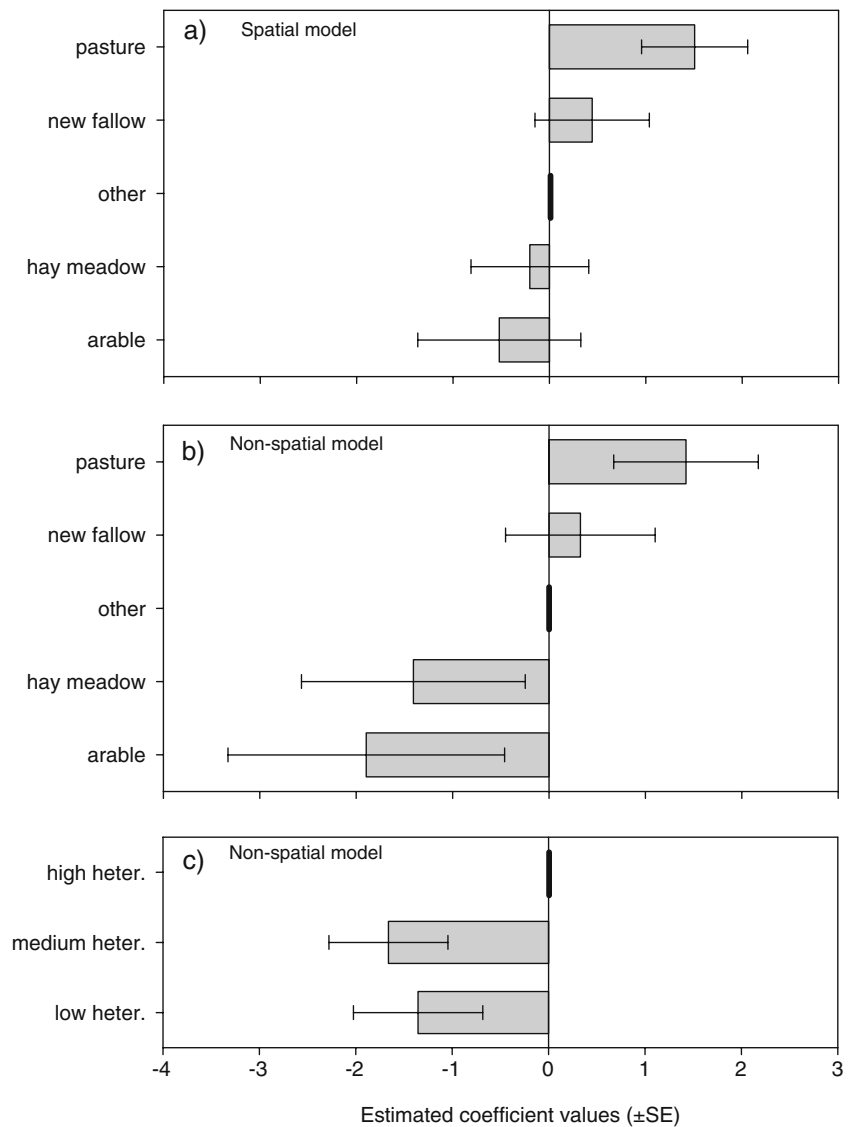 a) Spatial model
pasture
new fallow
other
hay meadow
arable
b) Non-spatial model
pasture
new fallow
other
hay meadow
arable
c) Non-spatial model
high heter.
medium heter.
low heter.
-4 -3 -2 -1 0 1 2 3
Estimated coefficient values (±SE)